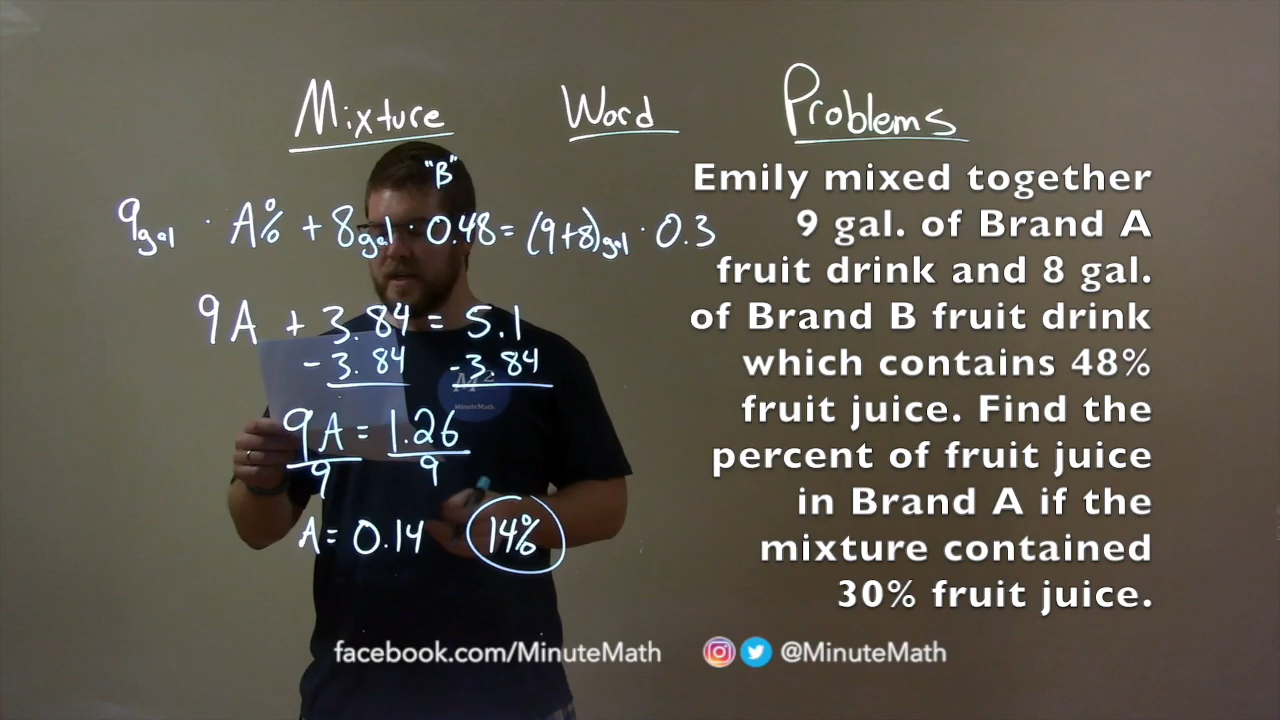 Mixture Word Problems
"B"
9gal · A% + 8gal · 0.48 = (9+8)gal · 0.3
9A + 3.84 = 5.1
- 3.84 -3.84
9A = 1.26
9 9
A = 0.14 14%
Emily mixed together
9 gal. of Brand A
fruit drink and 8 gal.
of Brand B fruit drink
which contains 48%
fruit juice. Find the
percent of fruit juice
in Brand A if the
mixture contained
30% fruit juice.
M²
MinuteMath
facebook.com/MinuteMath @MinuteMath